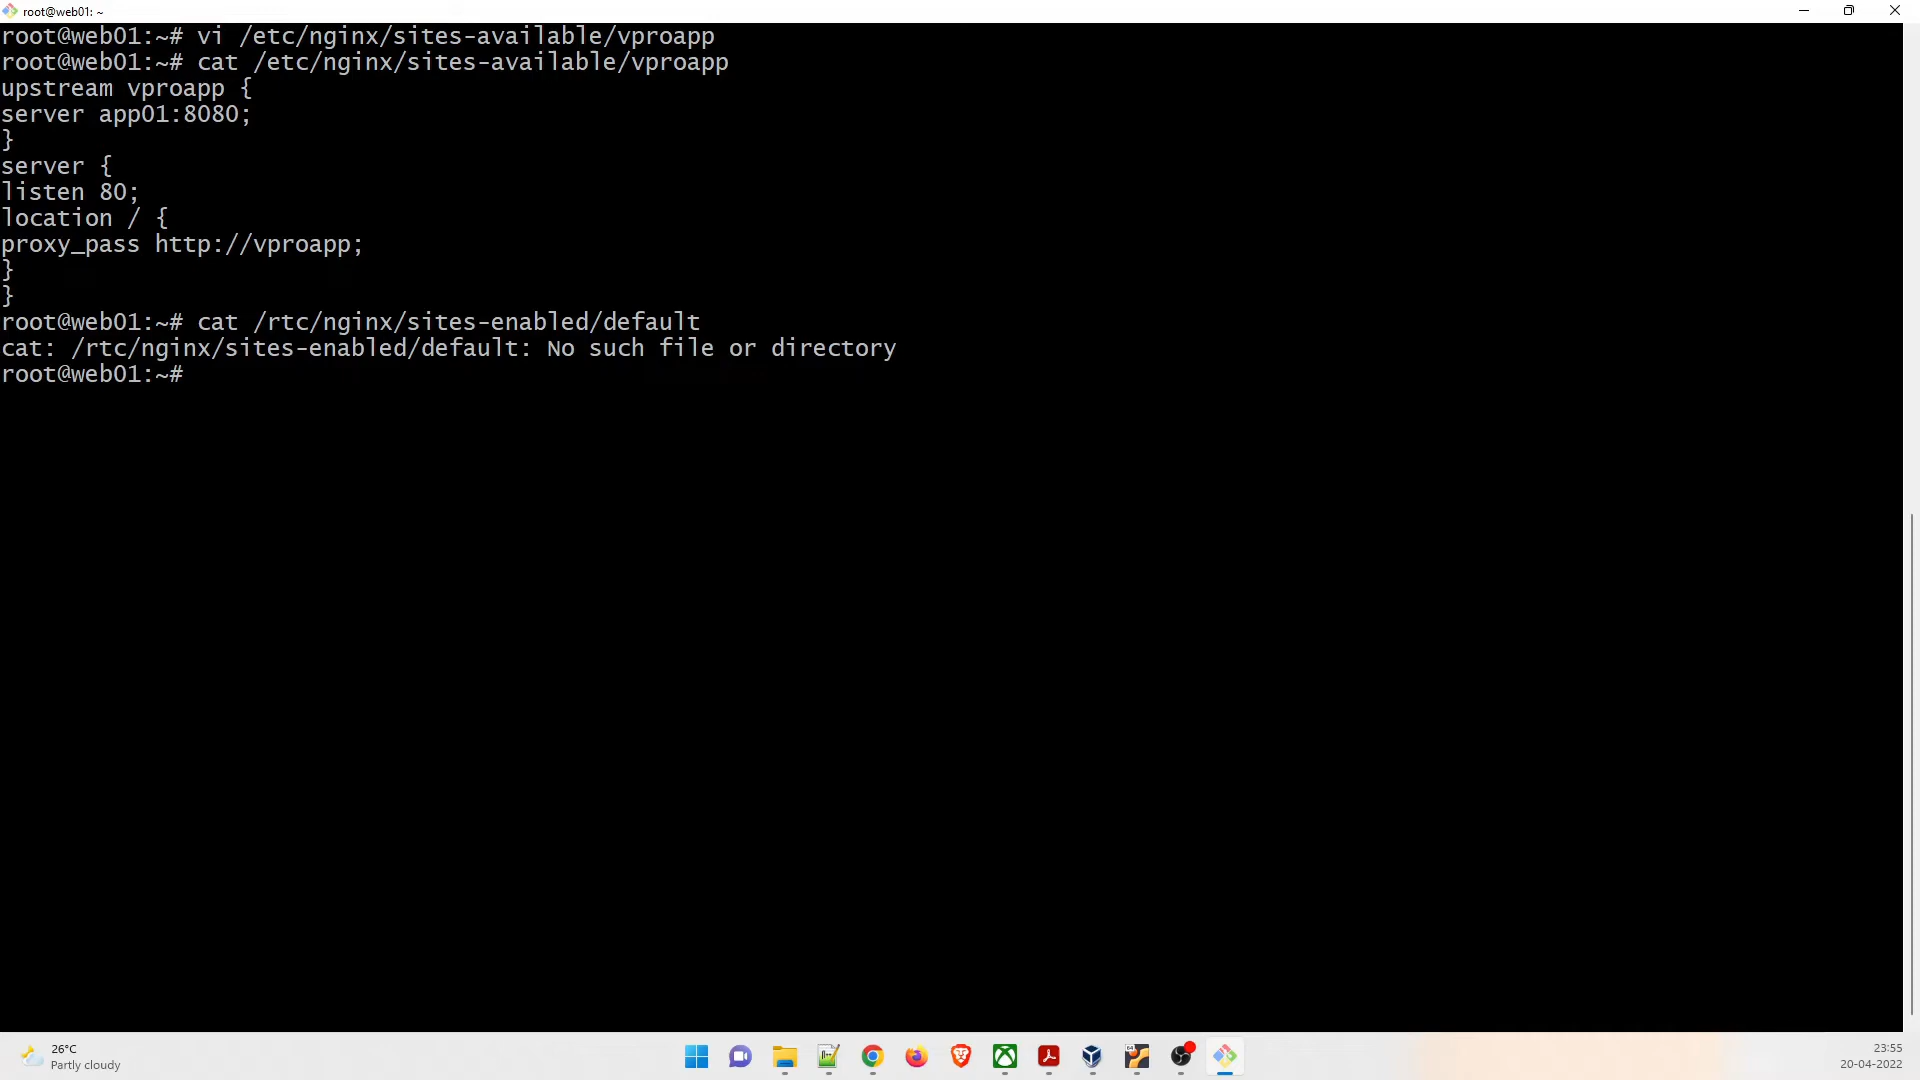 root@web01: ~
root@web01:~# vi /etc/nginx/sites-available/vproapp
root@web01:~# cat /etc/nginx/sites-available/vproapp
upstream vproapp {
server app01:8080;
}
server {
listen 80;
location / {
proxy_pass http://vproapp;
}
}
root@web01:~# cat /rtc/nginx/sites-enabled/default
cat: /rtc/nginx/sites-enabled/default: No such file or directory
root@web01:~#
26°C
Partly cloudy
64
23:55
20-04-2022